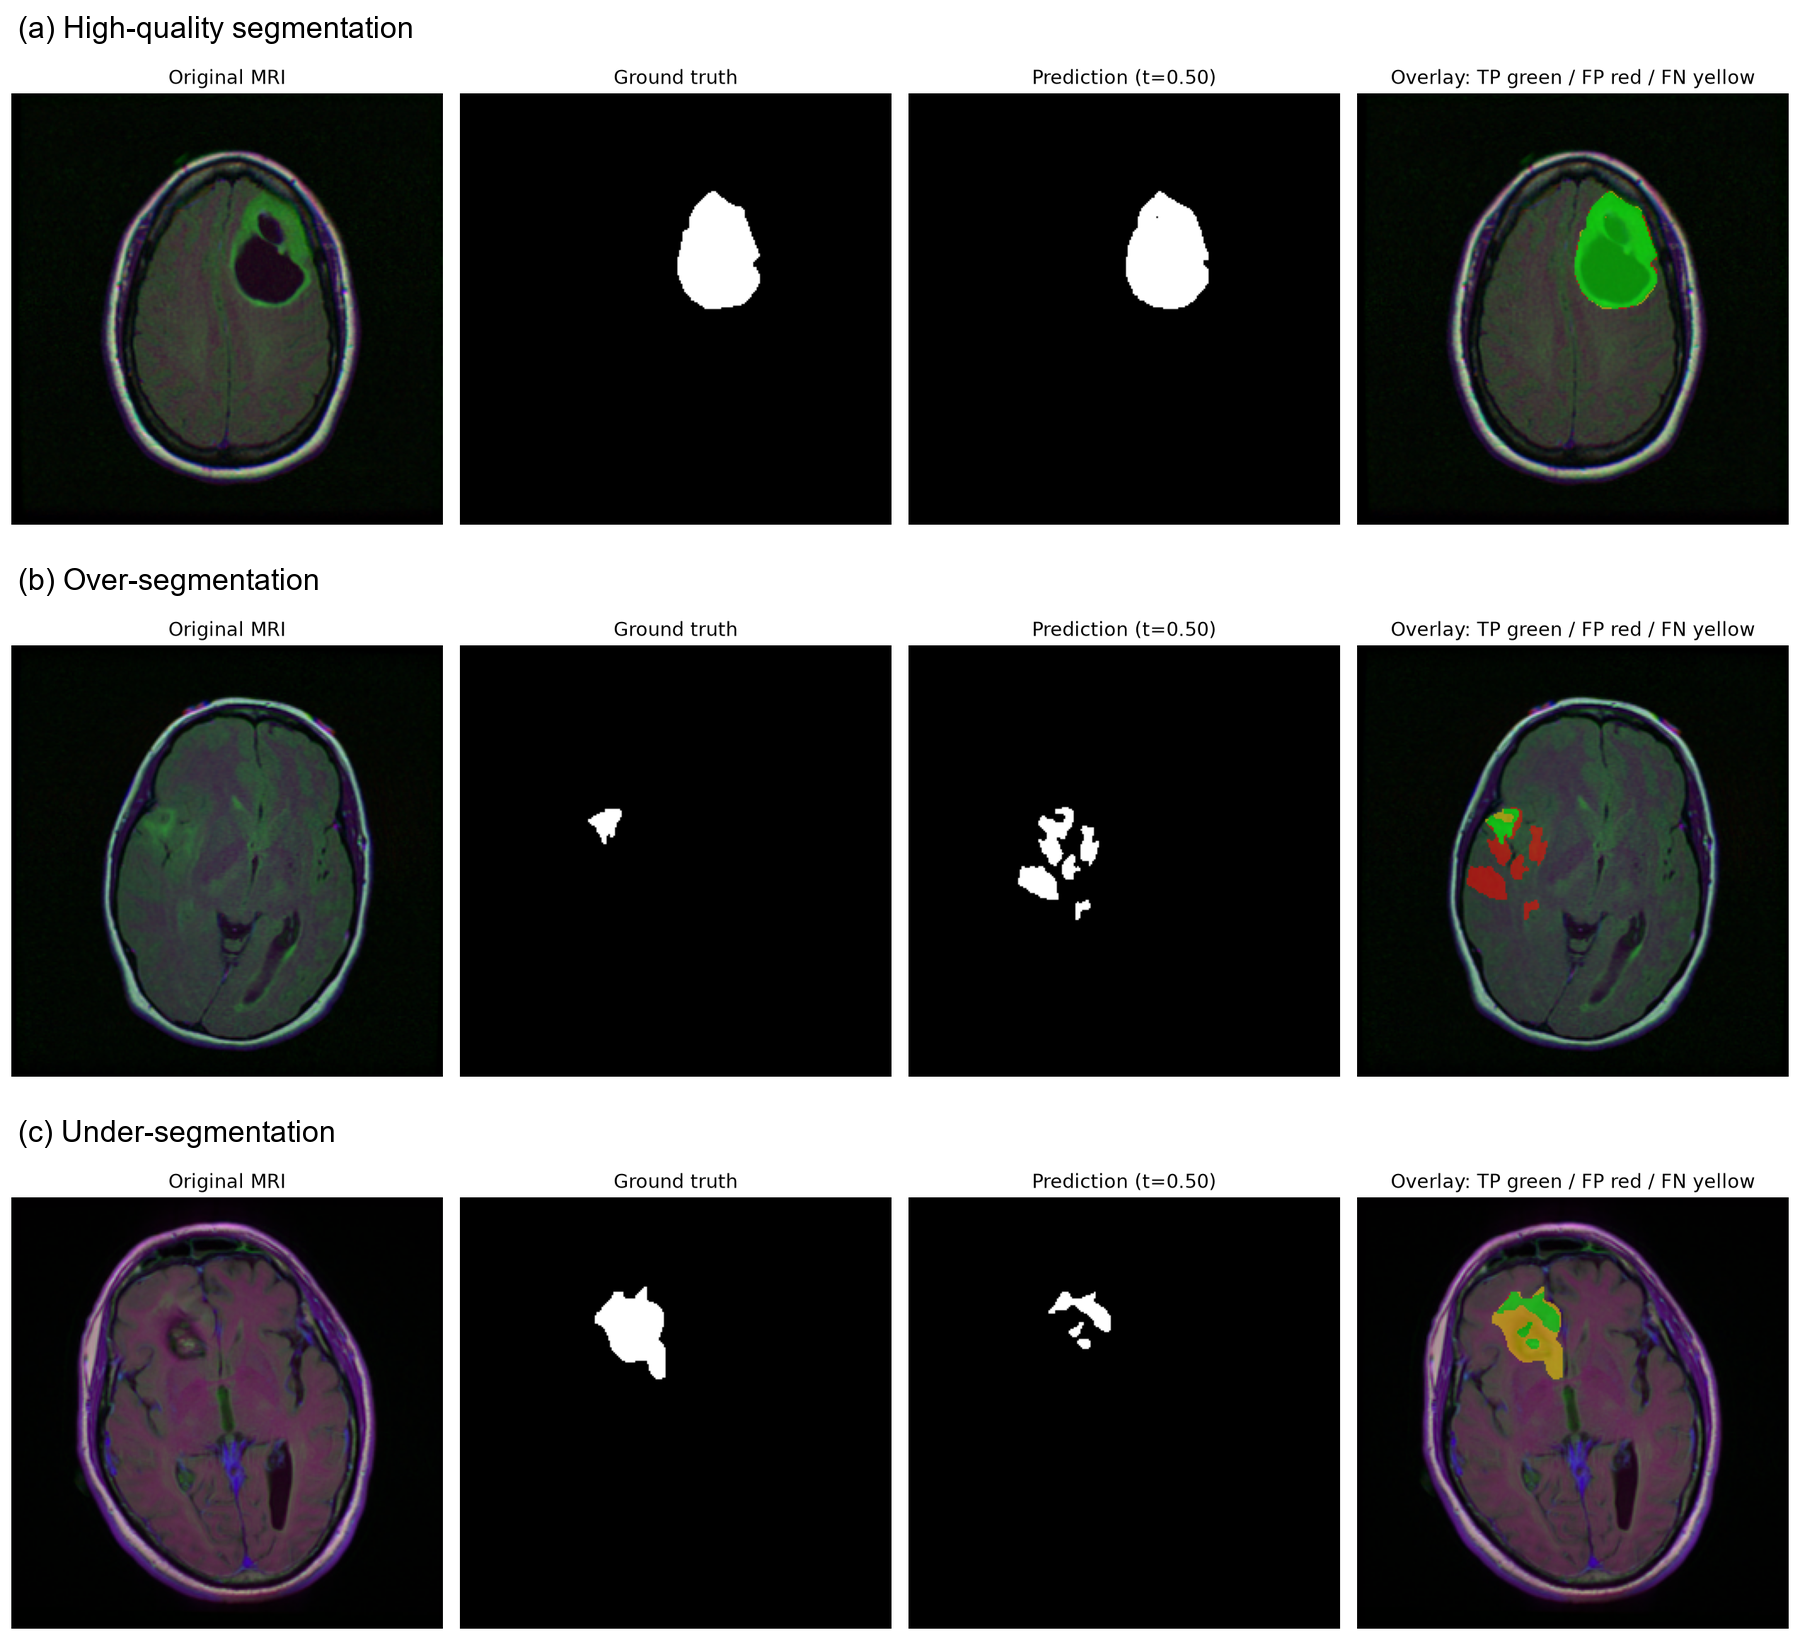 (a) High-quality segmentation
Original MRI
Ground truth
Prediction (t=0.50)
Overlay: TP green / FP red / FN yellow
(b) Over-segmentation
Original MRI
Ground truth
Prediction (t=0.50)
Overlay: TP green / FP red / FN yellow
(c) Under-segmentation
Original MRI
Ground truth
Prediction (t=0.50)
Overlay: TP green / FP red / FN yellow